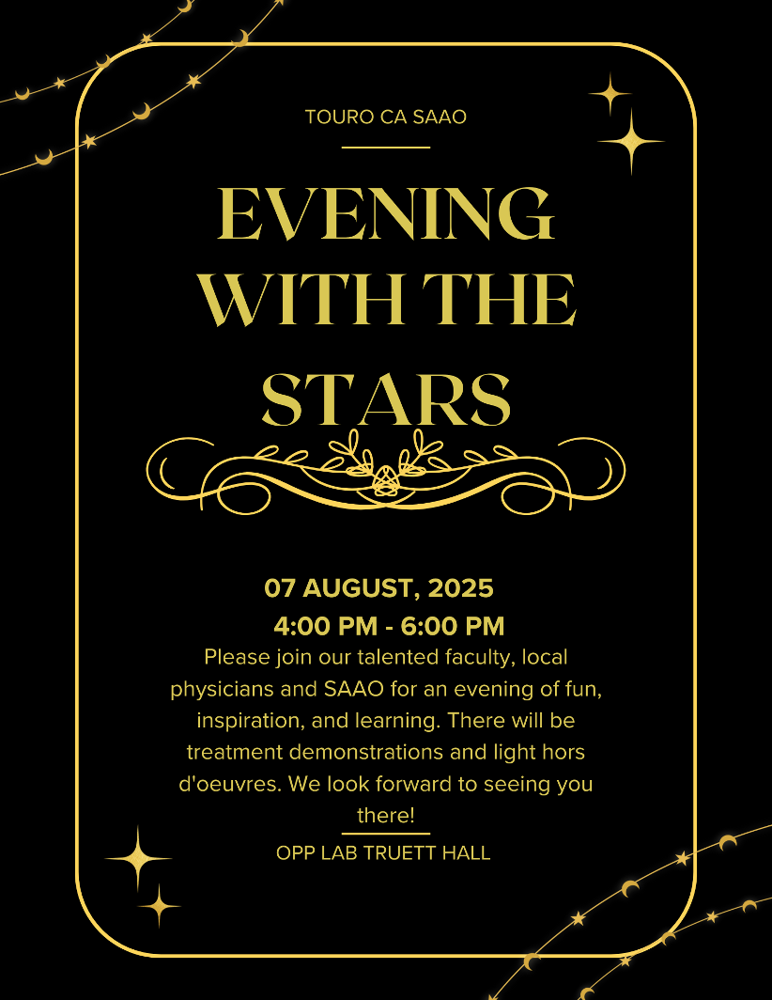 TOURO CA SAAO
EVENING
WITH THE
STARS
07 AUGUST, 2025
4:00 PM - 6:00 PM
Please join our talented faculty, local
physicians and SAAO for an evening of fun,
inspiration, and learning. There will be
treatment demonstrations and light hors
d'oeuvres. We look forward to seeing you
there!
OPP LAB TRUETT HALL